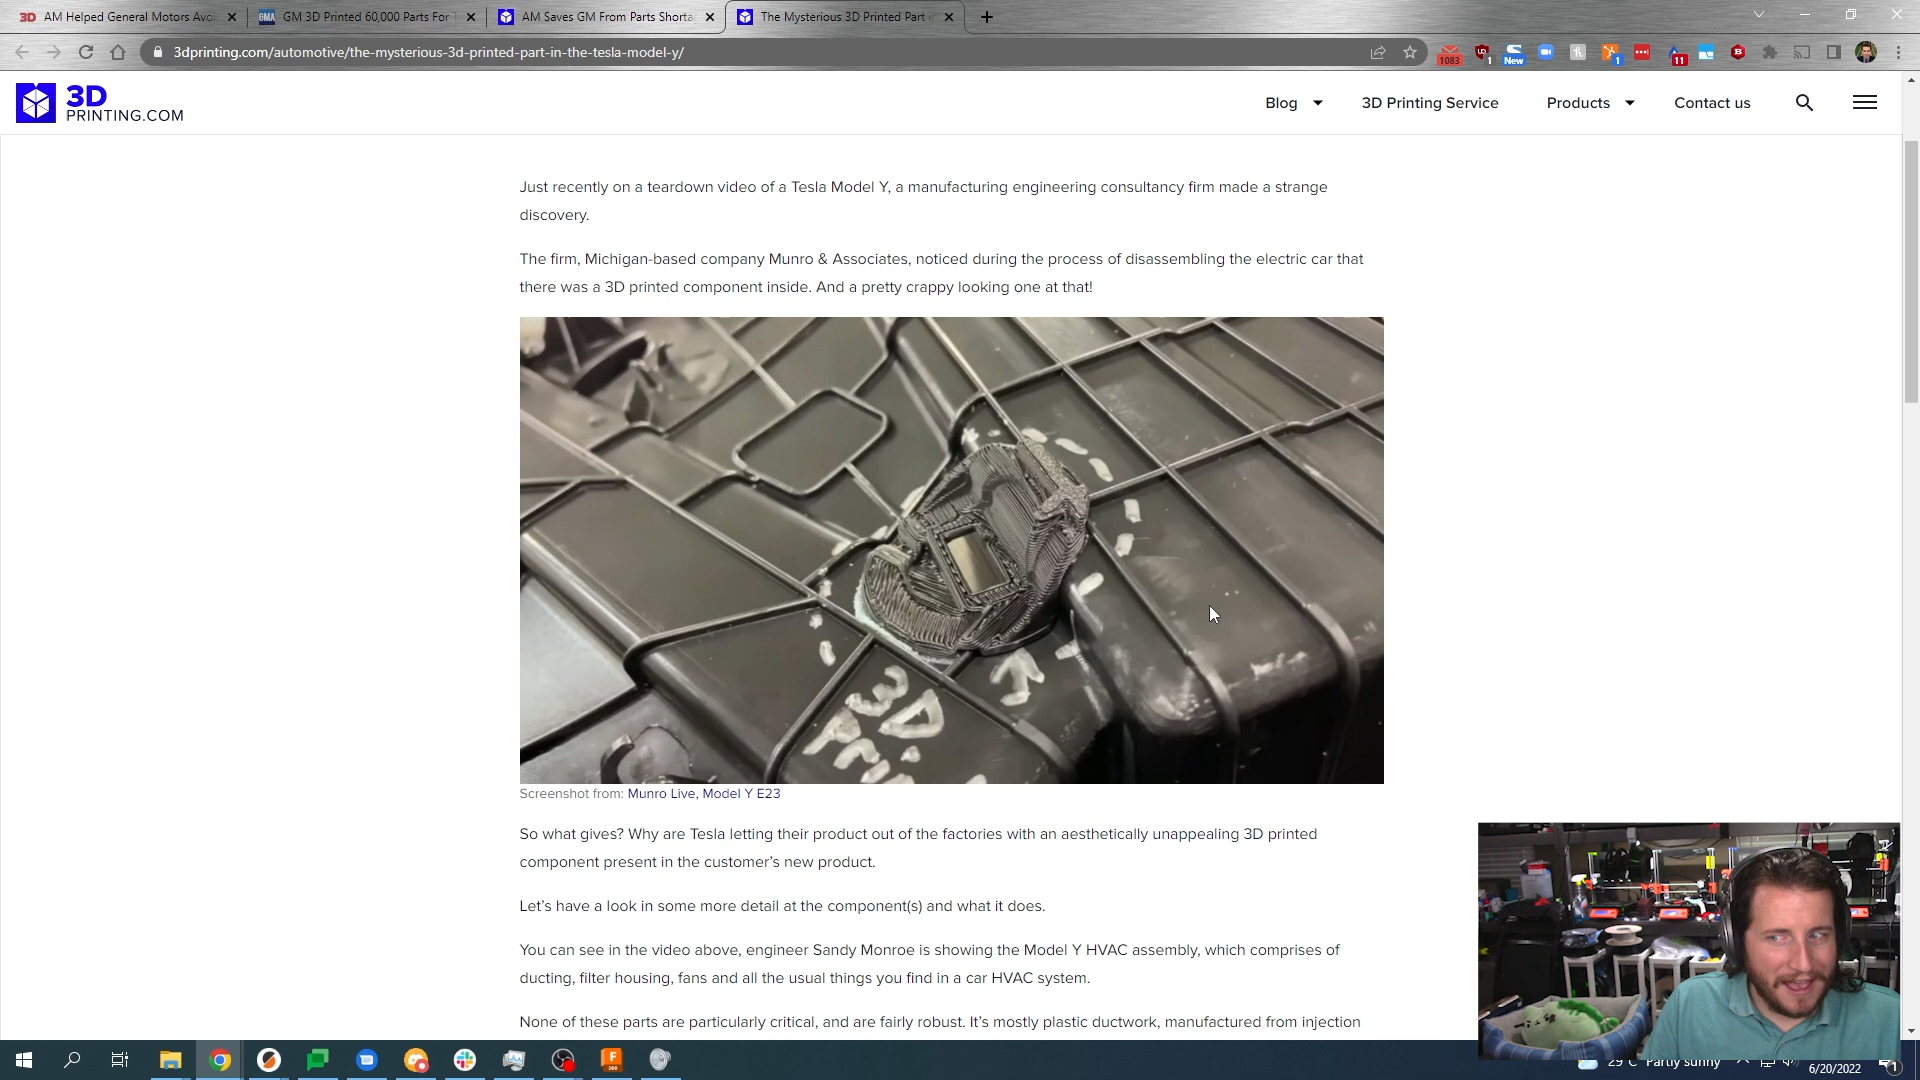 AM Helped General Motors Avo
GM 3D Printed 60,000 Parts For T
AM Saves GM From Parts Shorta
The Mysterious 3D Printed Part i
3dprinting.com/automotive/the-mysterious-3d-printed-part-in-the-tesla-model-y/
1083
1
New
1
11
3D
PRINTING.COM
Blog
3D Printing Service
Products
Contact us
Just recently on a teardown video of a Tesla Model Y, a manufacturing engineering consultancy firm made a strange
discovery.
The firm, Michigan-based company Munro & Associates, noticed during the process of disassembling the electric car that
there was a 3D printed component inside. And a pretty crappy looking one at that!
3D
Screenshot from: Munro Live, Model Y E23
So what gives? Why are Tesla letting their product out of the factories with an aesthetically unappealing 3D printed
component present in the customer's new product.
Let's have a look in some more detail at the component(s) and what it does.
You can see in the video above, engineer Sandy Monroe is showing the Model Y HVAC assembly, which comprises of
ducting, filter housing, fans and all the usual things you find in a car HVAC system.
None of these parts are particularly critical, and are fairly robust. It's mostly plastic ductwork, manufactured from injection
29°C Partly sunny
6/20/2022
1